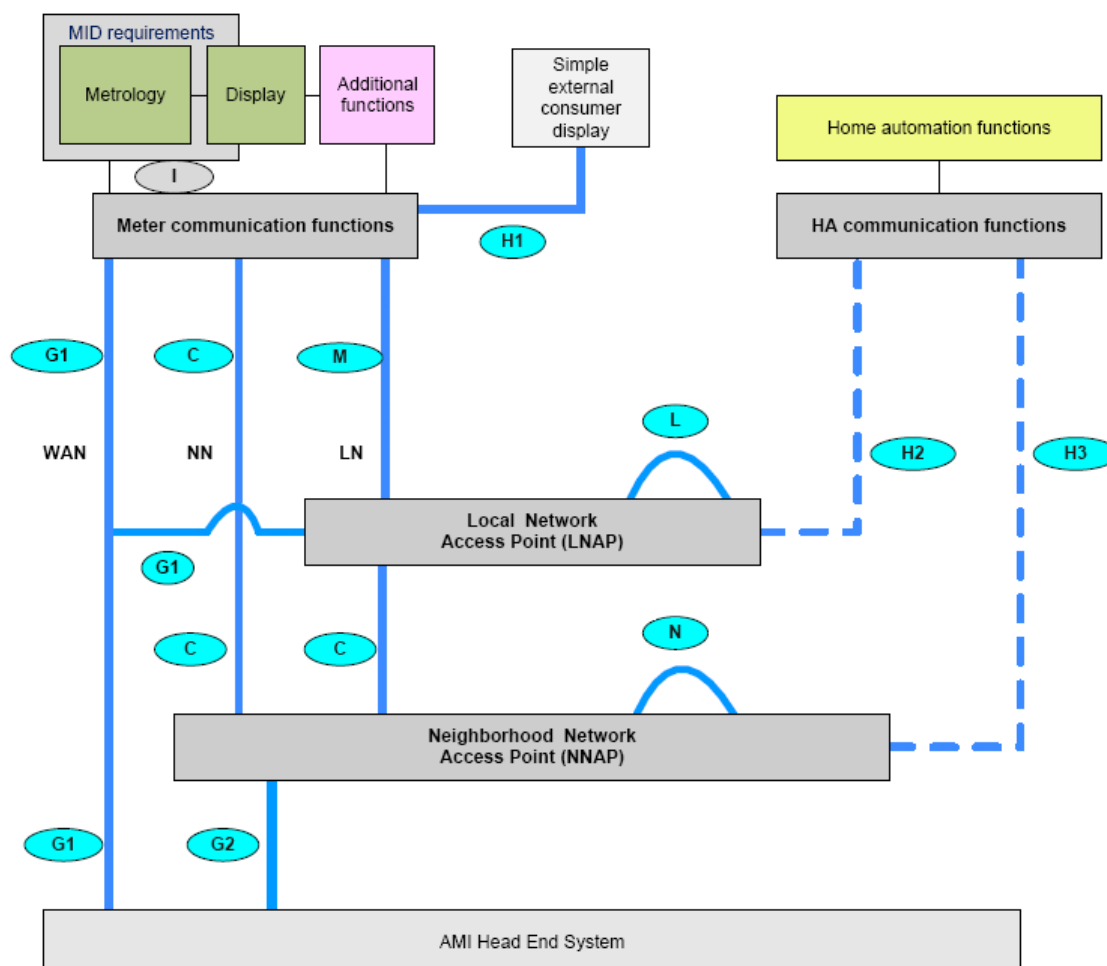 MID requirements
Metrology
Display
Additional
functions
Simple
external
consumer
display
Home automation functions
I
Meter communication functions
HA communication functions
H1
G1
C
M
WAN
NN
LN
L
H2
H3
Local Network
Access Point (LNAP)
G1
C
C
N
Neighborhood Network
Access Point (NNAP)
G1
G2
AMI Head End System